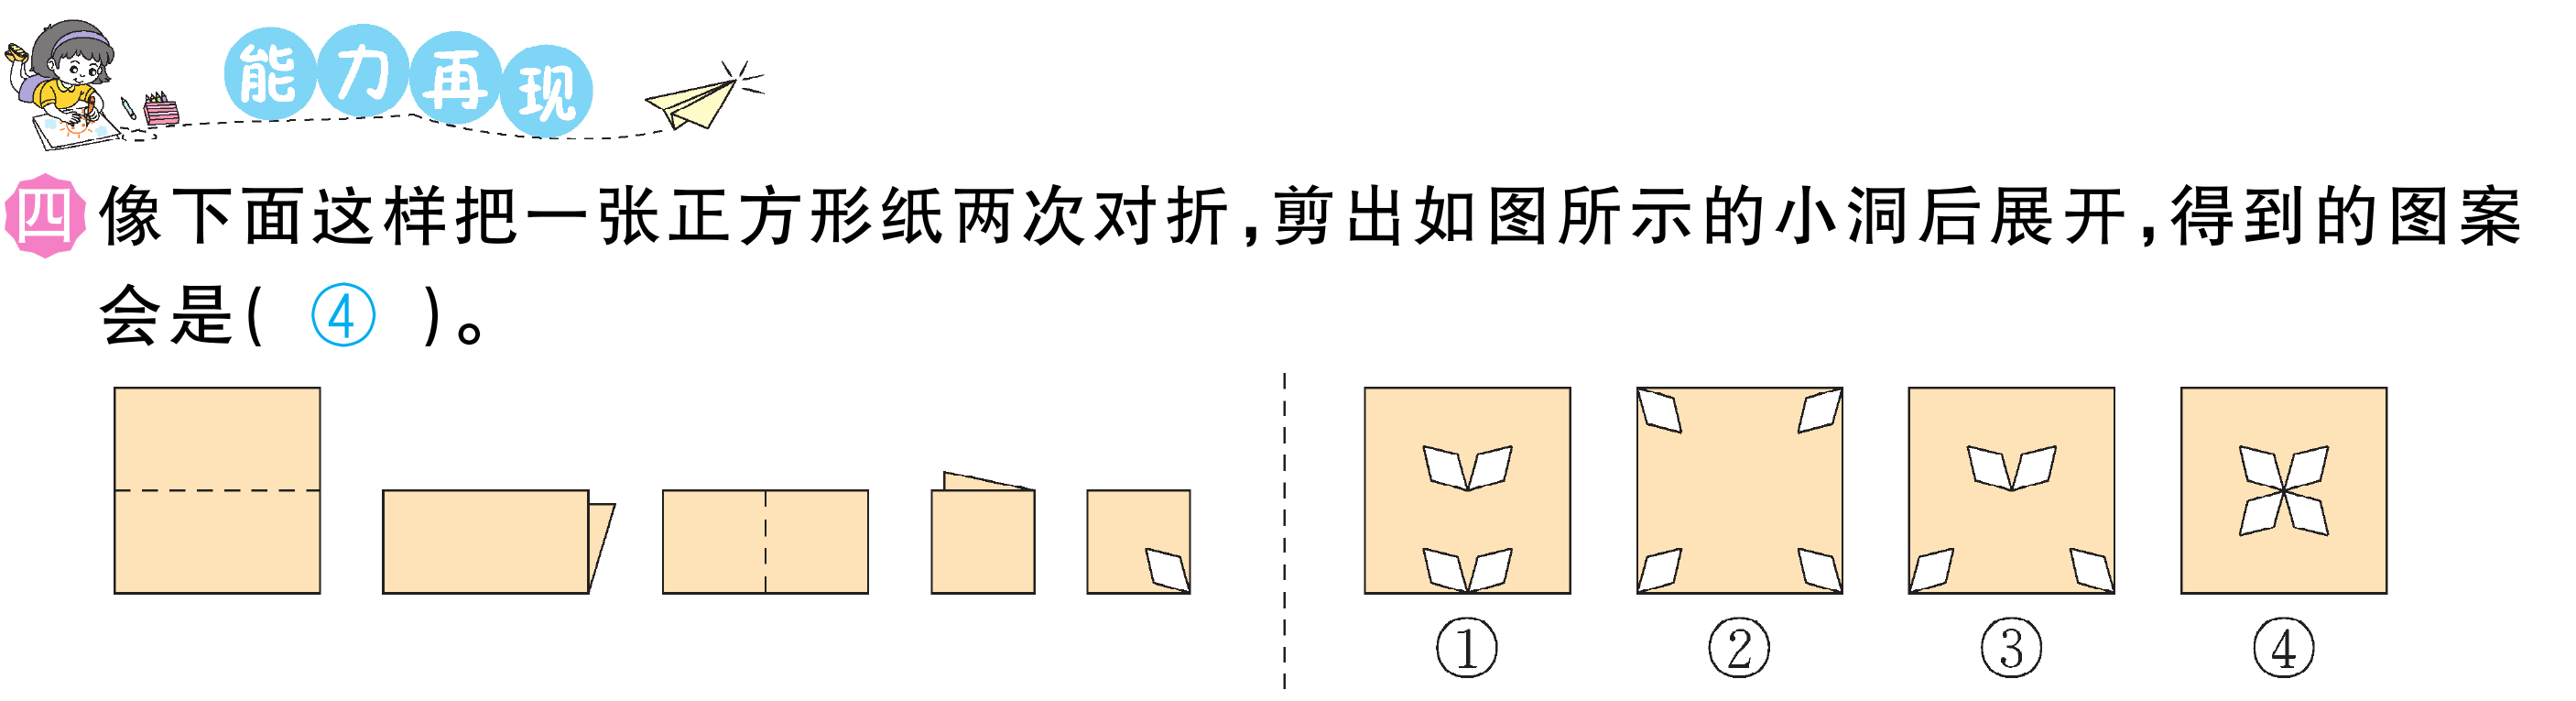 能力再现
四 像下面这样把一张正方形纸两次对折,剪出如图所示的小洞后展开,得到的图案
会是( ④ )。
① ② ③ ④